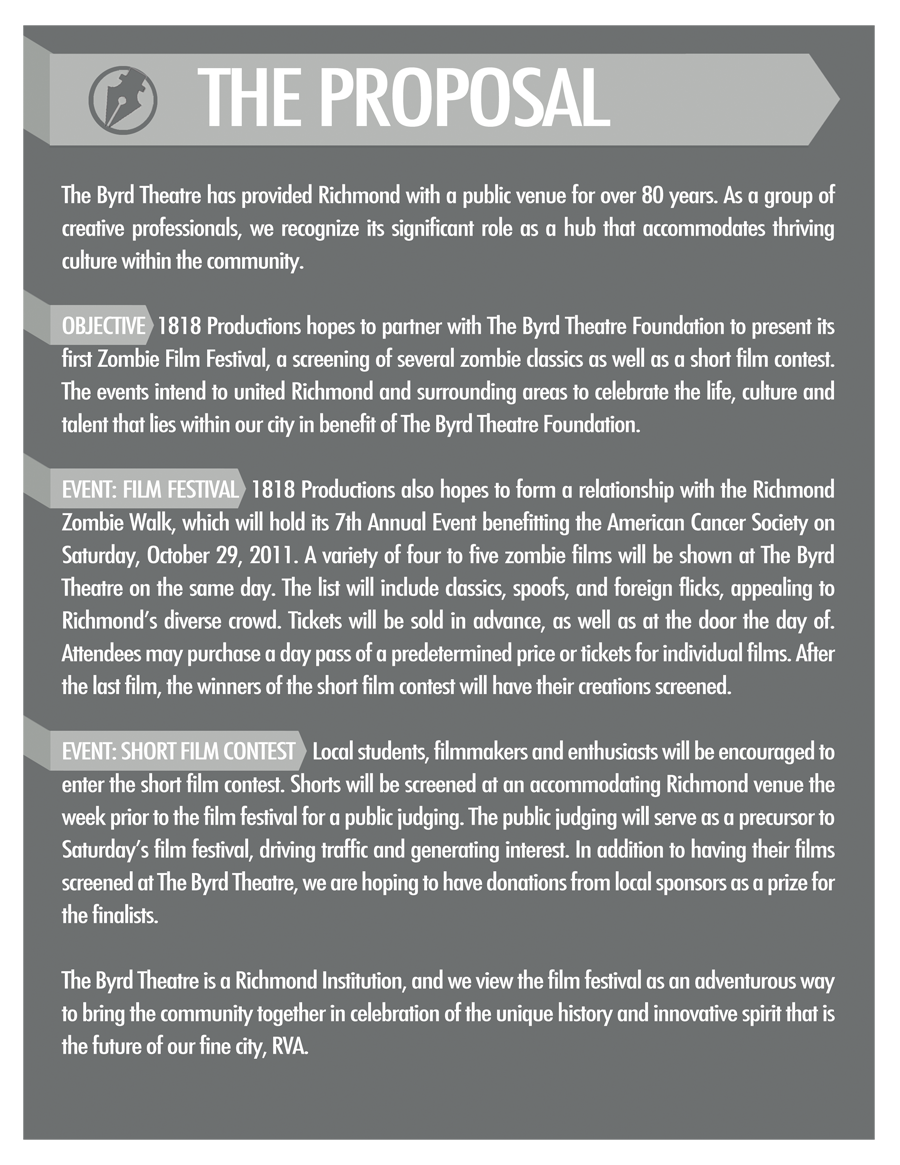 THE PROPOSAL
The Byrd Theatre has provided Richmond with a public venue for over 80 years. As a group of
creative professionals, we recognize its significant role as a hub that accommodates thriving
culture within the community.
OBJECTIVE 1818 Productions hopes to partner with The Byrd Theatre Foundation to present its
first Zombie Film Festival, a screening of several zombie classics as well as a short film contest.
The events intend to united Richmond and surrounding areas to celebrate the life, culture and
talent that lies within our city in benefit of The Byrd Theatre Foundation.
EVENT: FILM FESTIVAL 1818 Productions also hopes to form a relationship with the Richmond
Zombie Walk, which will hold its 7th Annual Event benefitting the American Cancer Society on
Saturday, October 29, 2011. A variety of four to five zombie films will be shown at The Byrd
Theatre on the same day. The list will include classics, spoofs, and foreign flicks, appealing to
Richmond's diverse crowd. Tickets will be sold in advance, as well as at the door the day of.
Attendees may purchase a day pass of a predetermined price or tickets for individual films. After
the last film, the winners of the short film contest will have their creations screened.
EVENT: SHORT FILM CONTEST Local students, filmmakers and enthusiasts will be encouraged to
enter the short film contest. Shorts will be screened at an accommodating Richmond venue the
week prior to the film festival for a public judging. The public judging will serve as a precursor to
Saturday's film festival, driving traffic and generating interest. In addition to having their films
screened at The Byrd Theatre, we are hoping to have donations from local sponsors as a prize for
the finalists.
The Byrd Theatre is a Richmond Institution, and we view the film festival as an adventurous way
to bring the community together in celebration of the unique history and innovative spirit that is
the future of our fine city, RVA.